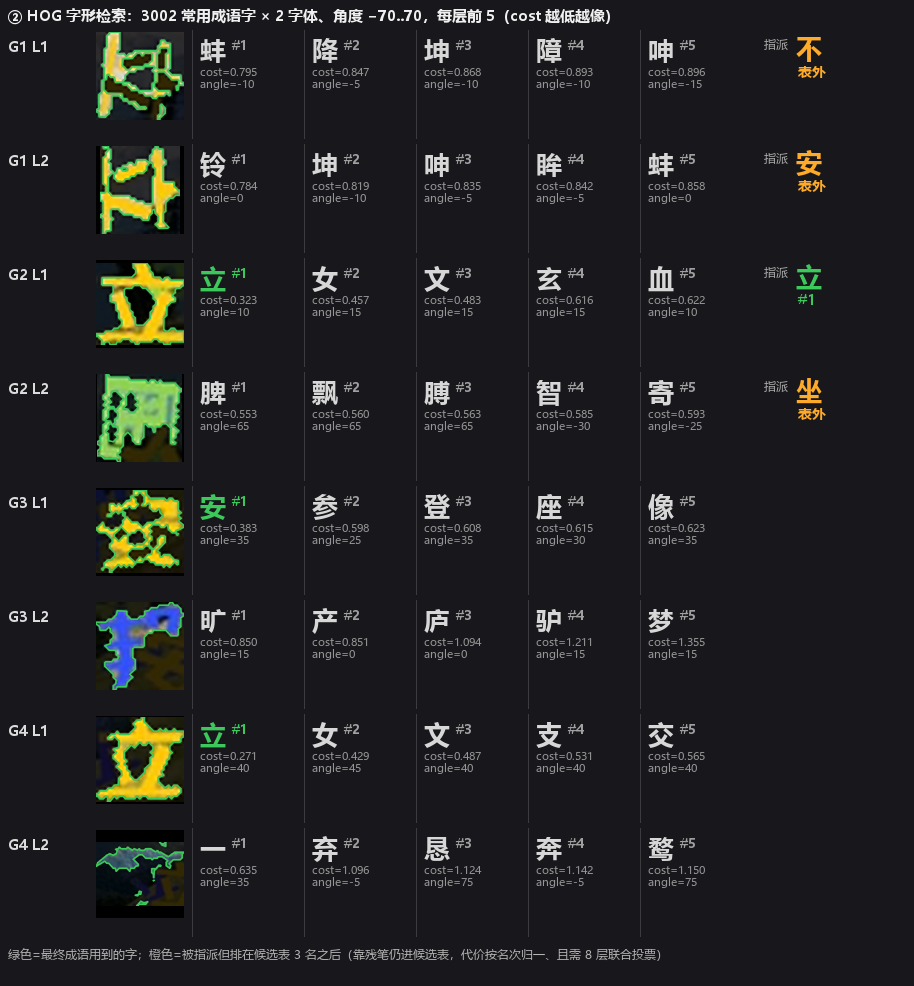 ② HOG 字形检索：3002 常用成语字 × 2 字体、角度 −70..70，每层前 5（cost 越低越像）
G1 L1 蚌 #1 降 #2 坤 #3 障 #4 呻 #5 指派 不
cost=0.795 cost=0.847 cost=0.868 cost=0.893 cost=0.896 表外
angle=-10 angle=-5 angle=-10 angle=-10 angle=-15
G1 L2 铃 #1 坤 #2 呻 #3 眸 #4 蚌 #5 指派 安
cost=0.784 cost=0.819 cost=0.835 cost=0.842 cost=0.858 表外
angle=0 angle=-10 angle=-5 angle=-5 angle=0
G2 L1 立 #1 女 #2 文 #3 玄 #4 血 #5 指派 立
cost=0.323 cost=0.457 cost=0.483 cost=0.616 cost=0.622 #1
angle=10 angle=15 angle=15 angle=15 angle=10
G2 L2 脾 #1 飘 #2 膊 #3 智 #4 寄 #5 指派 坐
cost=0.553 cost=0.560 cost=0.563 cost=0.585 cost=0.593 表外
angle=65 angle=65 angle=65 angle=-30 angle=-25
G3 L1 安 #1 参 #2 登 #3 座 #4 像 #5
cost=0.383 cost=0.598 cost=0.608 cost=0.615 cost=0.623
angle=35 angle=25 angle=35 angle=30 angle=35
G3 L2 旷 #1 产 #2 庐 #3 驴 #4 梦 #5
cost=0.850 cost=0.851 cost=1.094 cost=1.211 cost=1.355
angle=15 angle=0 angle=0 angle=15 angle=15
G4 L1 立 #1 女 #2 文 #3 支 #4 交 #5
cost=0.271 cost=0.429 cost=0.487 cost=0.531 cost=0.565
angle=40 angle=45 angle=40 angle=40 angle=40
G4 L2 一 #1 弃 #2 恳 #3 奔 #4 鹜 #5
cost=0.635 cost=1.096 cost=1.124 cost=1.142 cost=1.150
angle=35 angle=-5 angle=75 angle=-5 angle=75
绿色=最终成语用到的字；橙色=被指派但排在候选表 3 名之后（靠残笔仍进候选表，代价按名次归一、且需 8 层联合投票）